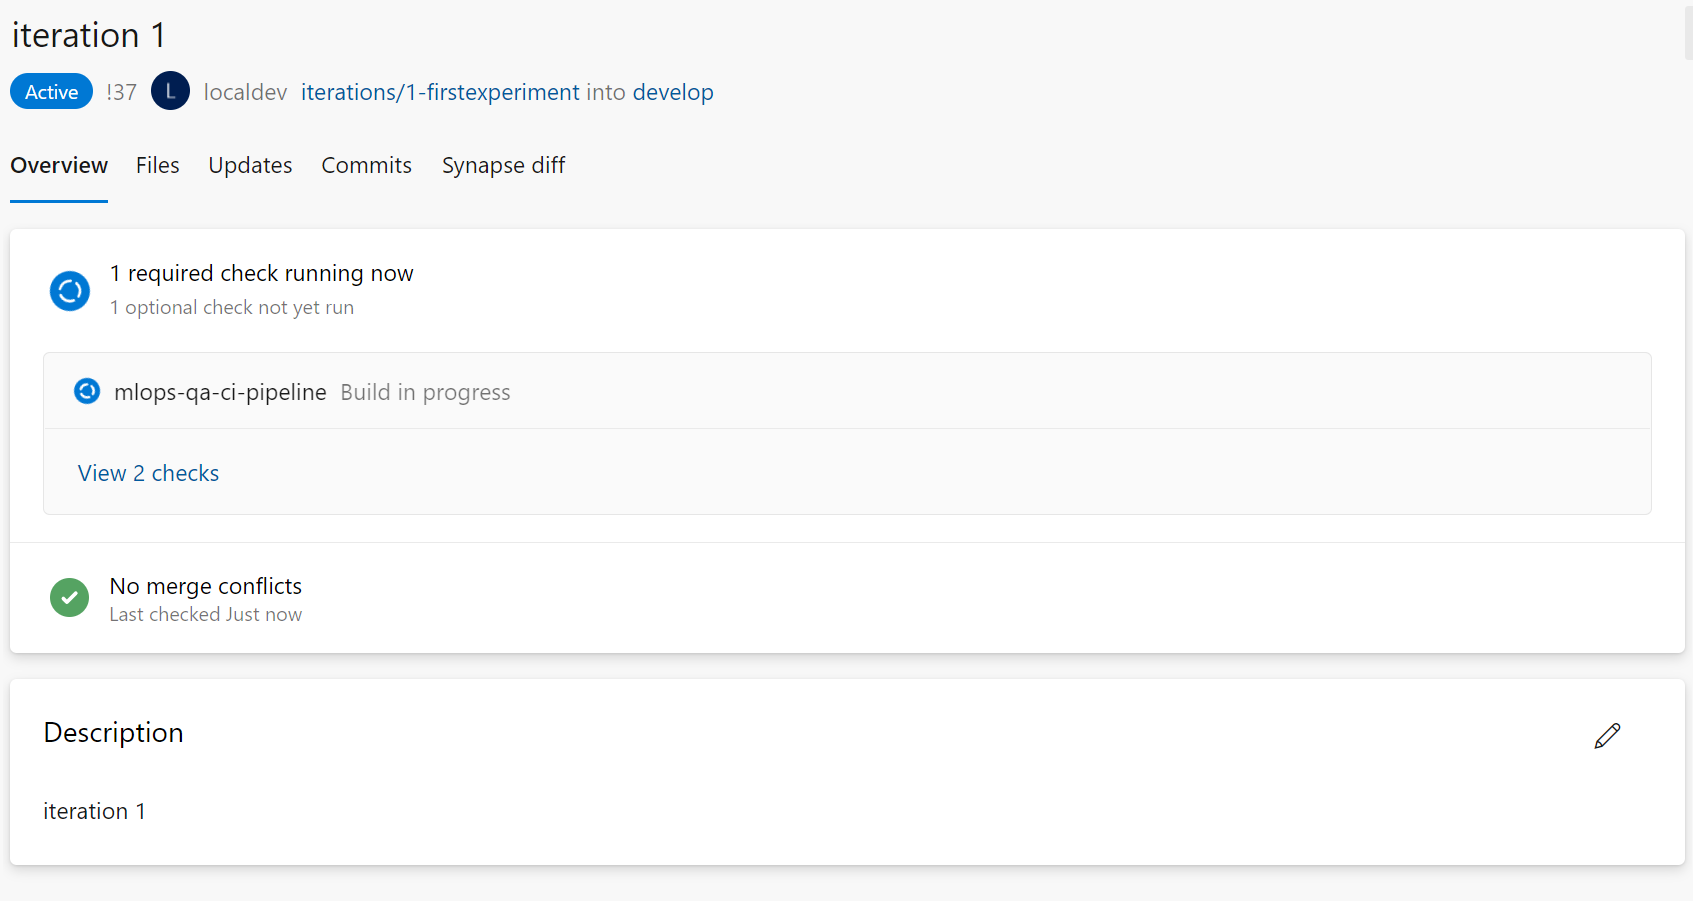 iteration 1
Active !37 L localdev iterations/1-firstexperiment into develop
Overview Files Updates Commits Synapse diff
1 required check running now
1 optional check not yet run
mlops-qa-ci-pipeline Build in progress
View 2 checks
No merge conflicts
Last checked Just now
Description
iteration 1